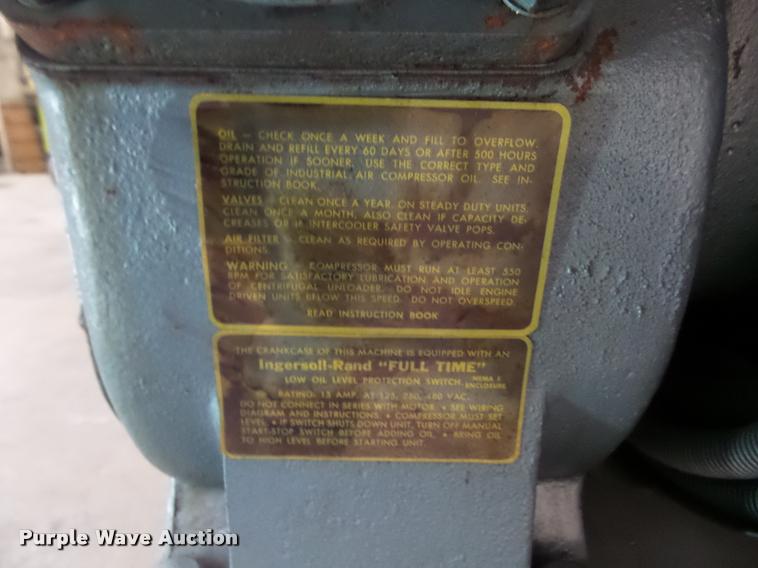 OIL — CHECK ONCE A WEEK AND FILL TO OVERFLOW.
DRAIN AND REFILL EVERY 60 DAYS OR AFTER 500 HOURS
OPERATION IF SOONER. USE THE CORRECT TYPE AND
GRADE OF INDUSTRIAL AIR COMPRESSOR OIL. SEE IN-
STRUCTION BOOK.
VALVES — CLEAN ONCE A YEAR. ON STEADY DUTY UNITS,
CLEAN ONCE A MONTH, ALSO CLEAN IF CAPACITY DE-
CREASES OR IF INTERCOOLER SAFETY VALVE POPS.
AIR FILTER — CLEAN AS REQUIRED BY OPERATING CON-
DITIONS.
WARNING — COMPRESSOR MUST RUN AT LEAST 550
RPM FOR SATISFACTORY LUBRICATION AND OPERATION
OF CENTRIFUGAL UNLOADER. DO NOT IDLE ENGINE
DRIVEN UNITS BELOW THIS SPEED. DO NOT OVERSPEED.
READ INSTRUCTION BOOK
THE CRANKCASE OF THIS MACHINE IS EQUIPPED WITH AN
Ingersoll-Rand "FULL TIME"
LOW OIL LEVEL PROTECTION SWITCH NEMA ENCLOSURE
RATING: 15 AMP. AT 125, 250, 480 VAC.
DO NOT CONNECT IN SERIES WITH MOTOR. • SEE WIRING
DIAGRAM AND INSTRUCTIONS. • COMPRESSOR MUST SET
LEVEL. • IF SWITCH SHUTS DOWN UNIT, TURN OFF MANUAL
START-STOP SWITCH BEFORE ADDING OIL. • BRING OIL
TO HIGH LEVEL BEFORE STARTING UNIT.
Purple Wave Auction